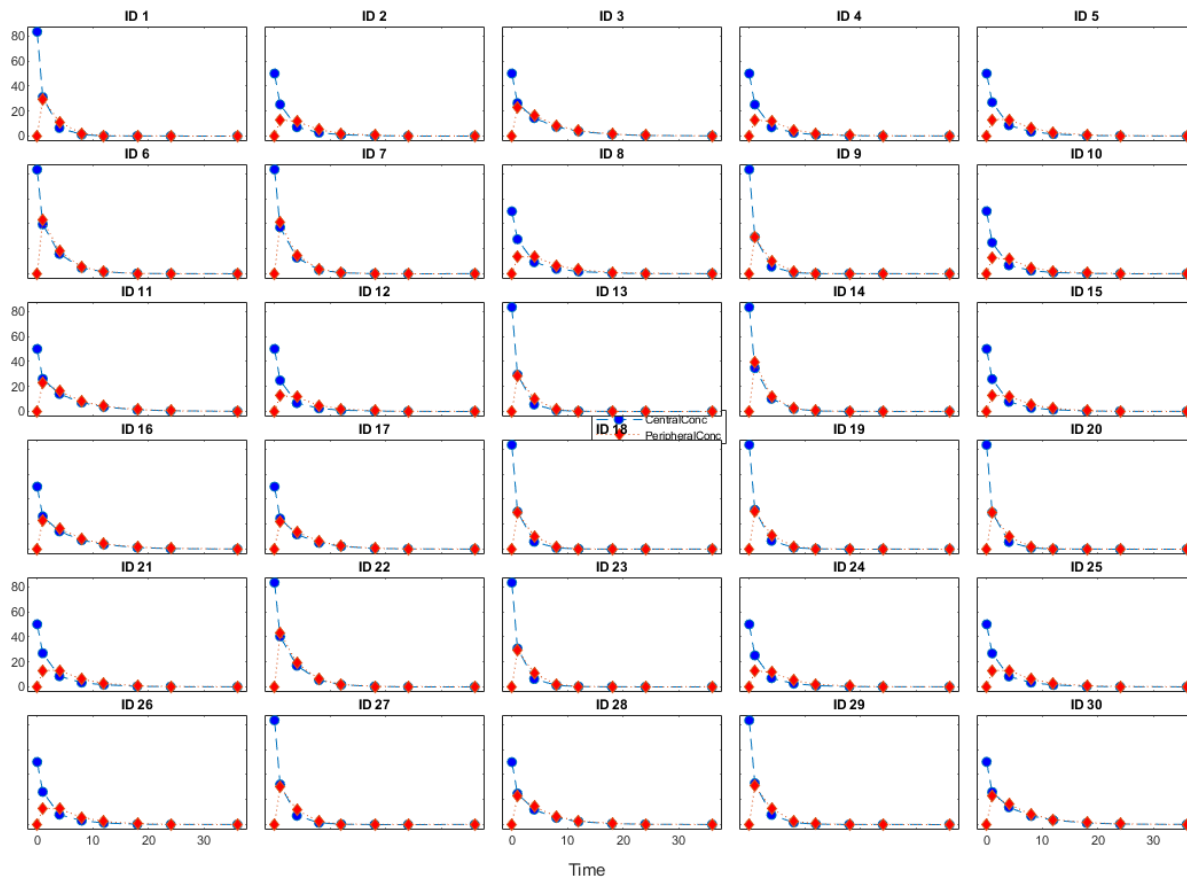 ID 1 ID 2 ID 3 ID 4 ID 5
80
60
40
20
0
ID 6 ID 7 ID 8 ID 9 ID 10
ID 11 ID 12 ID 13 ID 14 ID 15
80
60
40
20
0
CentralConc
PeripheralConc
ID 16 ID 17 ID 18 ID 19 ID 20
ID 21 ID 22 ID 23 ID 24 ID 25
80
60
40
20
0
ID 26 ID 27 ID 28 ID 29 ID 30
0 10 20 30 0 10 20 30 0 10 20 30
Time